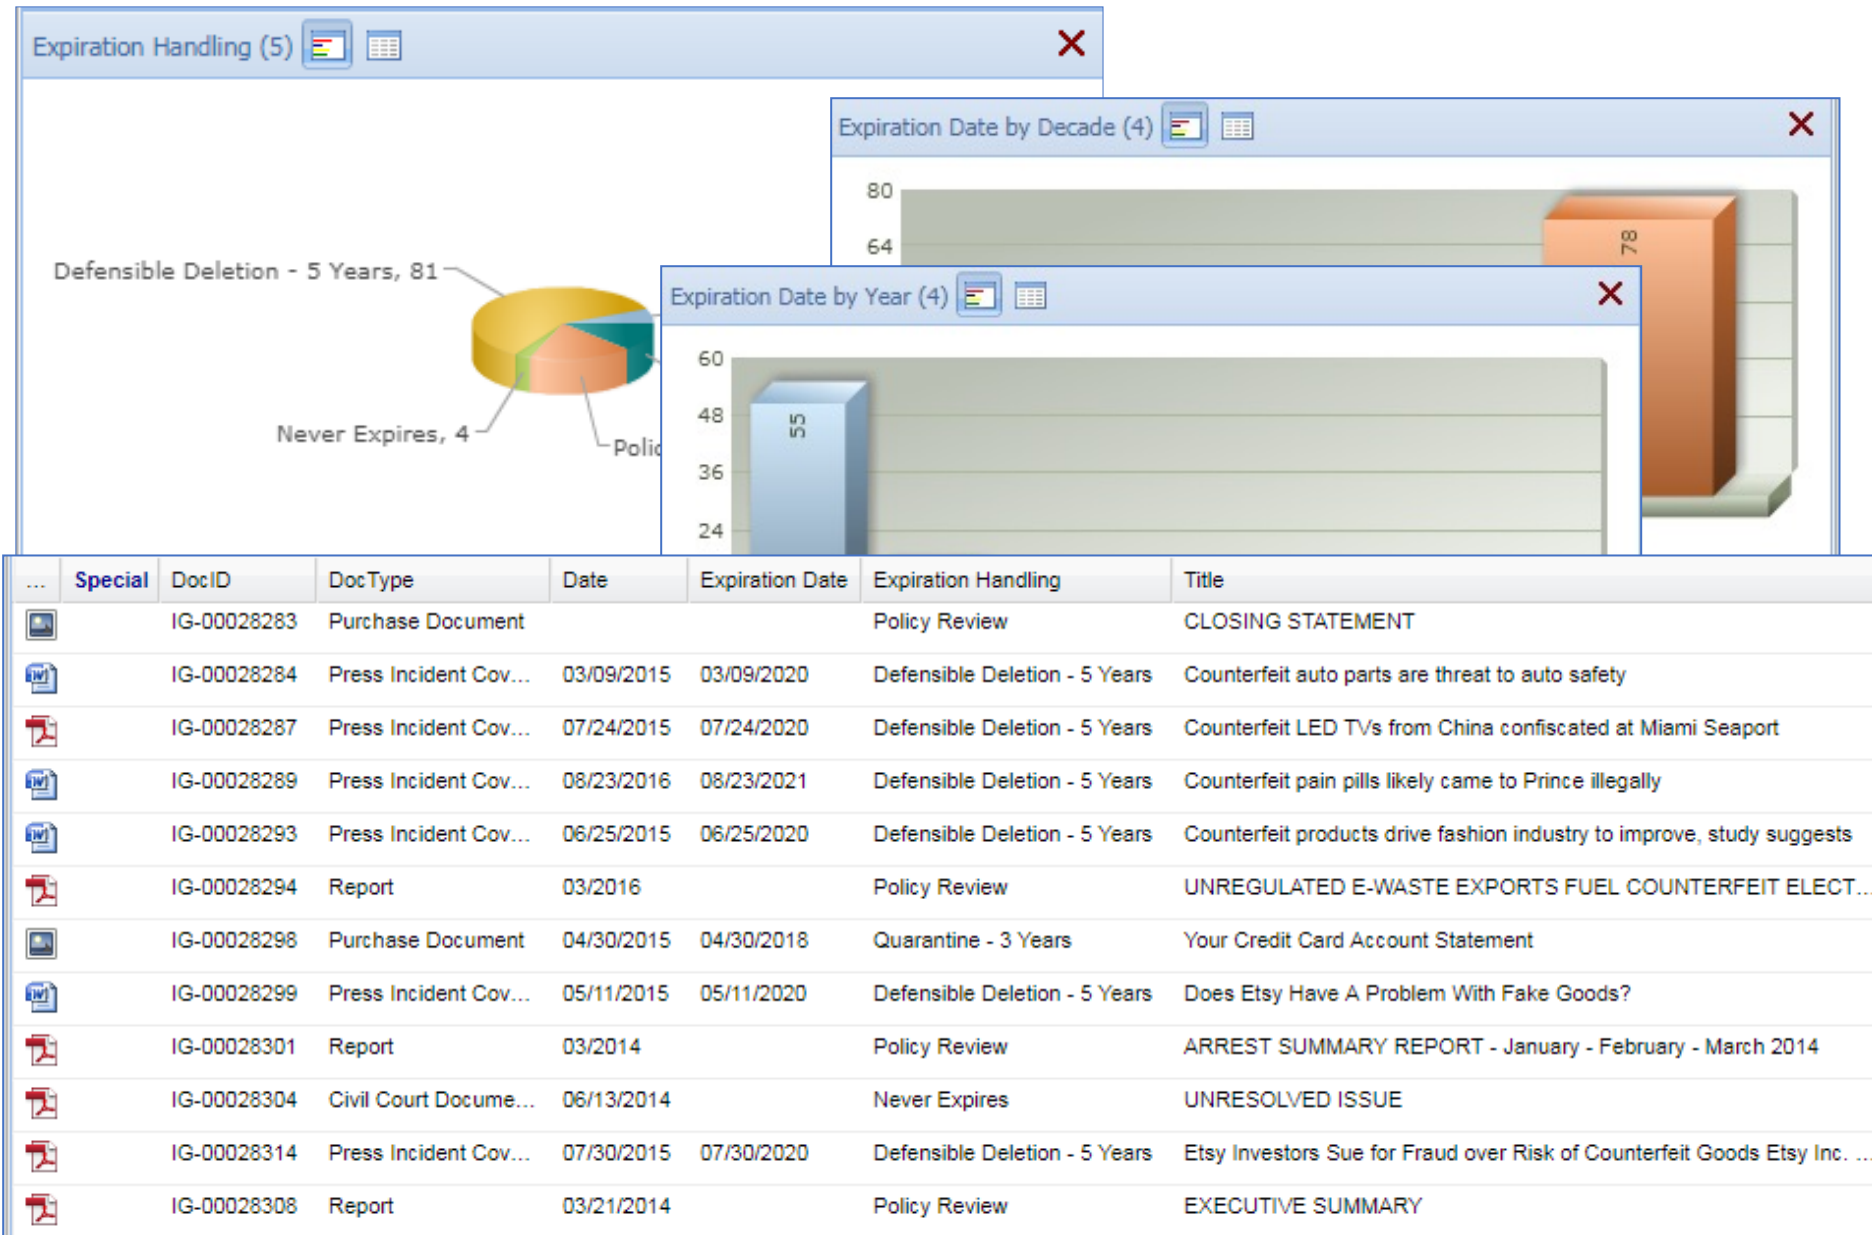 Expiration Handling (5)
Defensible Deletion - 5 Years, 81
Never Expires, 4
Expiration Date by Decade (4)
80
64
78
Expiration Date by Year (4)
60
48
36
24
55
... Special DocID DocType Date Expiration Date Expiration Handling Title
IG-00028283 Purchase Document Policy Review CLOSING STATEMENT
IG-00028284 Press Incident Cov... 03/09/2015 03/09/2020 Defensible Deletion - 5 Years Counterfeit auto parts are threat to auto safety
IG-00028287 Press Incident Cov... 07/24/2015 07/24/2020 Defensible Deletion - 5 Years Counterfeit LED TVs from China confiscated at Miami Seaport
IG-00028289 Press Incident Cov... 08/23/2016 08/23/2021 Defensible Deletion - 5 Years Counterfeit pain pills likely came to Prince illegally
IG-00028293 Press Incident Cov... 06/25/2015 06/25/2020 Defensible Deletion - 5 Years Counterfeit products drive fashion industry to improve, study suggests
IG-00028294 Report 03/2016 Policy Review UNREGULATED E-WASTE EXPORTS FUEL COUNTERFEIT ELECT...
IG-00028298 Purchase Document 04/30/2015 04/30/2018 Quarantine - 3 Years Your Credit Card Account Statement
IG-00028299 Press Incident Cov... 05/11/2015 05/11/2020 Defensible Deletion - 5 Years Does Etsy Have A Problem With Fake Goods?
IG-00028301 Report 03/2014 Policy Review ARREST SUMMARY REPORT - January - February - March 2014
IG-00028304 Civil Court Docume... 06/13/2014 Never Expires UNRESOLVED ISSUE
IG-00028314 Press Incident Cov... 07/30/2015 07/30/2020 Defensible Deletion - 5 Years Etsy Investors Sue for Fraud over Risk of Counterfeit Goods Etsy Inc. ...
IG-00028308 Report 03/21/2014 Policy Review EXECUTIVE SUMMARY